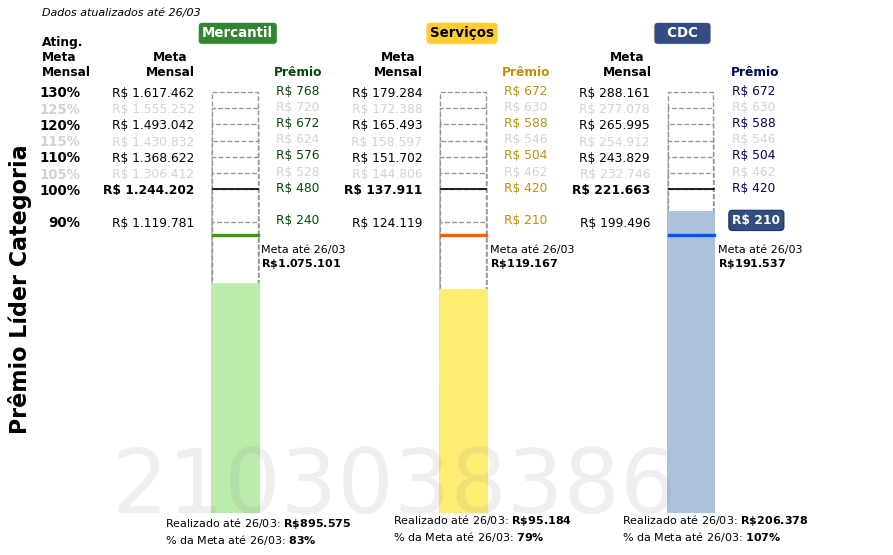 Dados atualizados até 26/03
Mercantil Serviços CDC
Ating. Meta Mensal Meta Mensal Prêmio Meta Mensal Prêmio Meta Mensal Prêmio
130% R$ 1.617.462 R$ 768 R$ 179.284 R$ 672 R$ 288.161 R$ 672
125% R$ 1.555.252 R$ 720 R$ 172.388 R$ 630 R$ 277.078 R$ 630
120% R$ 1.493.042 R$ 672 R$ 165.493 R$ 588 R$ 265.995 R$ 588
115% R$ 1.430.832 R$ 624 R$ 158.597 R$ 546 R$ 254.912 R$ 546
110% R$ 1.368.622 R$ 576 R$ 151.702 R$ 504 R$ 243.829 R$ 504
105% R$ 1.306.412 R$ 528 R$ 144.806 R$ 462 R$ 232.746 R$ 462
100% R$ 1.244.202 R$ 480 R$ 137.911 R$ 420 R$ 221.663 R$ 420
90% R$ 1.119.781 R$ 240 R$ 124.119 R$ 210 R$ 199.496 R$ 210
Meta até 26/03 Meta até 26/03 Meta até 26/03
R$1.075.101 R$119.167 R$191.537
Prêmio Líder Categoria
2103038386
Realizado até 26/03: R$895.575 Realizado até 26/03: R$95.184 Realizado até 26/03: R$206.378
% da Meta até 26/03: 83% % da Meta até 26/03: 79% % da Meta até 26/03: 107%